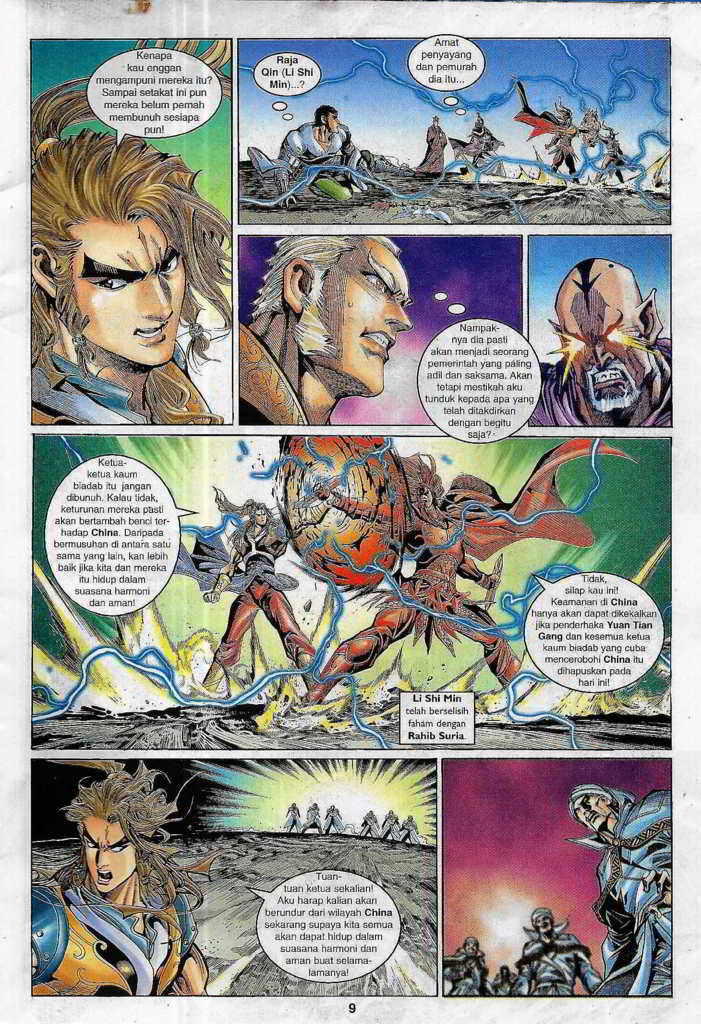 Kenapa
kau enggan
mengampuni mereka itu?
Sampai setakat ini pun
mereka belum pernah
membunuh sesiapa
pun!
Raja
Qin (Li Shi
Min)...?
Amat
penyayang
dan pemurah
dia itu...
Nampak-
nya dia pasti
akan menjadi seorang
pemerintah yang paling
adil dan saksama. Akan
tetapi mestikah aku
tunduk kepada apa yang
telah ditakdirkan
dengan begitu
saja?
Ketua-
ketua kaum
biadab itu jangan
dibunuh. Kalau tidak,
keturunan mereka pasti
akan bertambah benci ter-
hadap China. Daripada
bermusuhan di antara satu
sama yang lain, kan lebih
baik jika kita dan mereka
itu hidup dalam
suasana harmoni
dan aman!
Tidak,
silap kau ini!
Keamanan di China
hanya akan dapat dikekalkan
jika penderhaka Yuan Tian
Gang dan kesemua ketua
kaum biadab yang cuba
mencerobohi China itu
dihapuskan pada
hari ini!
Li Shi Min
telah berselisih
faham dengan
Rahib Suria.
Tuan-
tuan ketua sekalian!
Aku harap kalian akan
berundur dari wilayah China
sekarang supaya kita semua
akan dapat hidup dalam
suasana harmoni dan
aman buat selama-
lamanya!
9